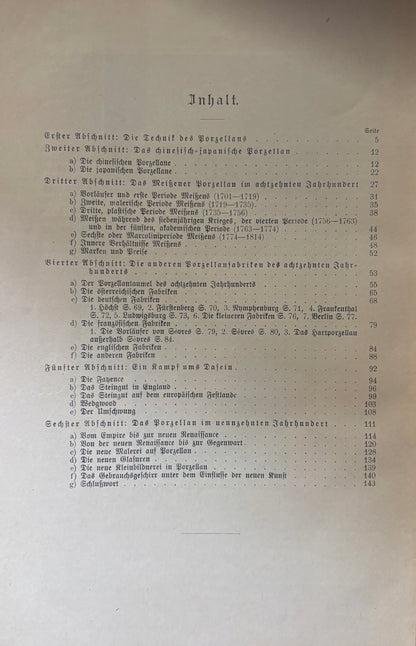 Inhalt.
Seite
Erster Abschnitt: Die Technik des Porzellans . . . . . . . . . . . 5
Zweiter Abschnitt: Das chinesisch-japanische Porzellan . . . . . . . 12
a) Die chinesischen Porzellane . . . . . . . . . . . . . . . . . . 12
b) Die japanischen Porzellane . . . . . . . . . . . . . . . . . . 22
Dritter Abschnitt: Das Meißener Porzellan im achtzehnten Jahrhundert 27
a) Vorläufer und erste Periode Meißens (1701—1719) . . . . . . . . 31
b) Zweite, malerische Periode Meißens (1719—1735) . . . . . . . . 35
c) Dritte, plastische Periode Meißens (1735—1756) . . . . . . . . 38
d) Meißen während des siebenjährigen Krieges, der vierten Periode (1756—1763)
und in der fünften, akademischen Periode (1763—1774) . . . . . . 44
e) Sechste oder Marcoliniperiode Meißens (1774—1814) . . . . . . . 46
f) Innere Verhältnisse Meißens . . . . . . . . . . . . . . . . . 48
g) Marken und Preise . . . . . . . . . . . . . . . . . . . . . 52
Vierter Abschnitt: Die anderen Porzellanfabriken des achtzehnten Jahr-
hunderts . . . . . . . . . . . . . . . . . . . . . . . . 53
a) Der Porzellantaumel des achtzehnten Jahrhunderts . . . . . . . . 55
b) Die österreichischen Fabriken . . . . . . . . . . . . . . . . . 65
c) Die deutschen Fabriken . . . . . . . . . . . . . . . . . . . 68
1. Höchst S. 69, 2. Fürstenberg S. 70, 3. Nymphenburg S. 71, 4. Frankenthal
S. 72, 5. Ludwigsburg S. 73, 6. Die kleineren Fabriken S. 76, 7. Berlin S. 77.
d) Die französischen Fabriken . . . . . . . . . . . . . . . . . . 79
1. Die Vorläufer von Sèvres S. 79, 2. Sèvres S. 80, 3. Das Hartporzellan
außerhalb Sèvres S. 84.
e) Die englischen Fabriken . . . . . . . . . . . . . . . . . . . 84
f) Die anderen Fabriken . . . . . . . . . . . . . . . . . . . . 88
Fünfter Abschnitt: Ein Kampf ums Dasein . . . . . . . . . . . . 92
a) Die Fayence . . . . . . . . . . . . . . . . . . . . . . . . 94
b) Das Steingut in England . . . . . . . . . . . . . . . . . . . 96
c) Das Steingut auf dem europäischen Festlande . . . . . . . . . . 99
d) Wedgwood . . . . . . . . . . . . . . . . . . . . . . . . 103
e) Der Umschwung . . . . . . . . . . . . . . . . . . . . . . 108
Sechster Abschnitt: Das Porzellan im neunzehnten Jahrhundert . . . . 111
a) Vom Empire bis zur neuen Renaissance . . . . . . . . . . . . . 114
b) Von der neuen Renaissance bis zur Gegenwart . . . . . . . . . . 120
c) Die neue Malerei auf Porzellan . . . . . . . . . . . . . . . . 128
d) Die neuen Glasuren . . . . . . . . . . . . . . . . . . . . . 134
e) Die neue Kleinbildnerei in Porzellan . . . . . . . . . . . . . . 139
f) Das Gebrauchsgeschirr unter dem Einflusse der neuen Kunst . . . . 140
g) Schlußwort . . . . . . . . . . . . . . . . . . . . . . . . 143